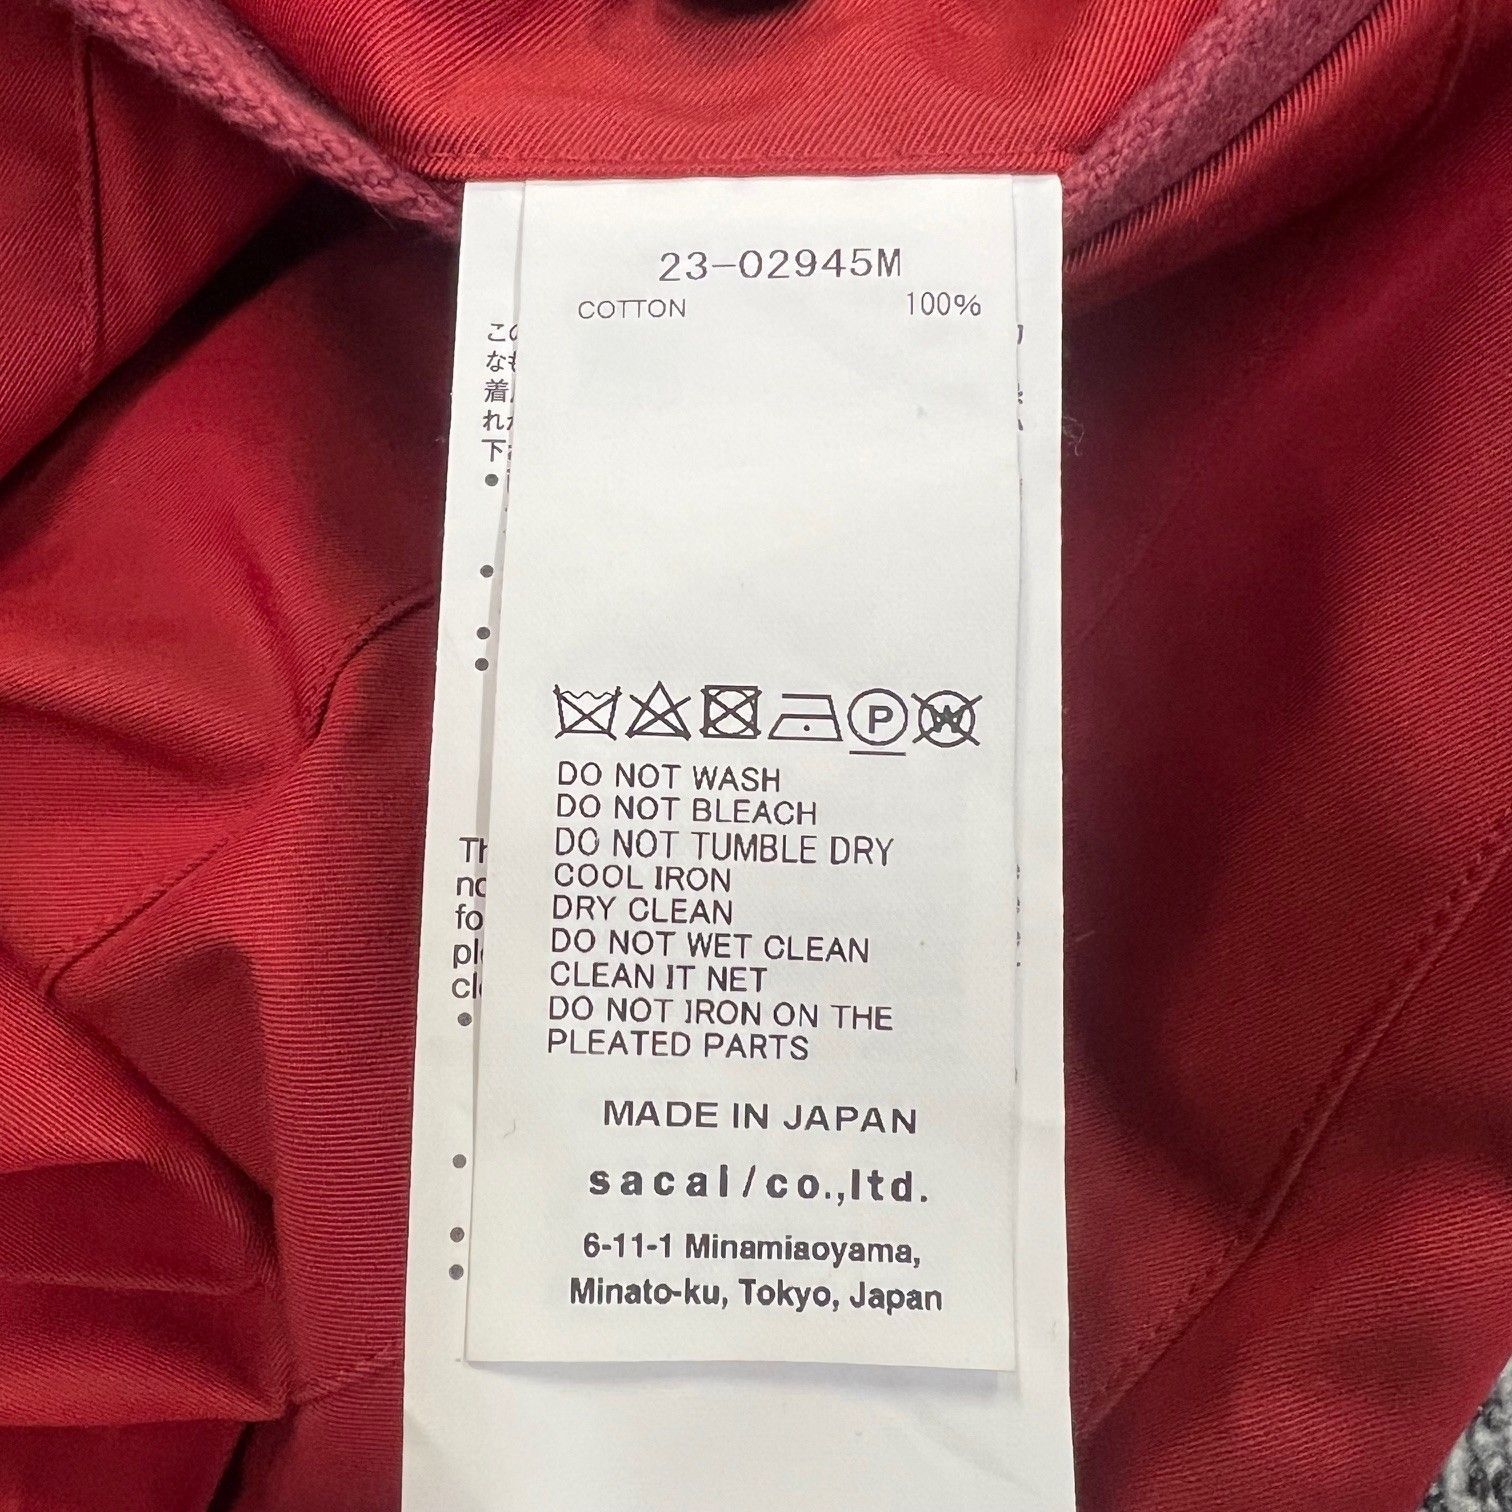 23-02945M
COTTON 100%
P
W
DO NOT WASH
DO NOT BLEACH
DO NOT TUMBLE DRY
COOL IRON
DRY CLEAN
DO NOT WET CLEAN
CLEAN IT NET
DO NOT IRON ON THE
PLEATED PARTS
MADE IN JAPAN
sacai/co.,ltd.
6-11-1 Minamiaoyama,
Minato-ku, Tokyo, Japan